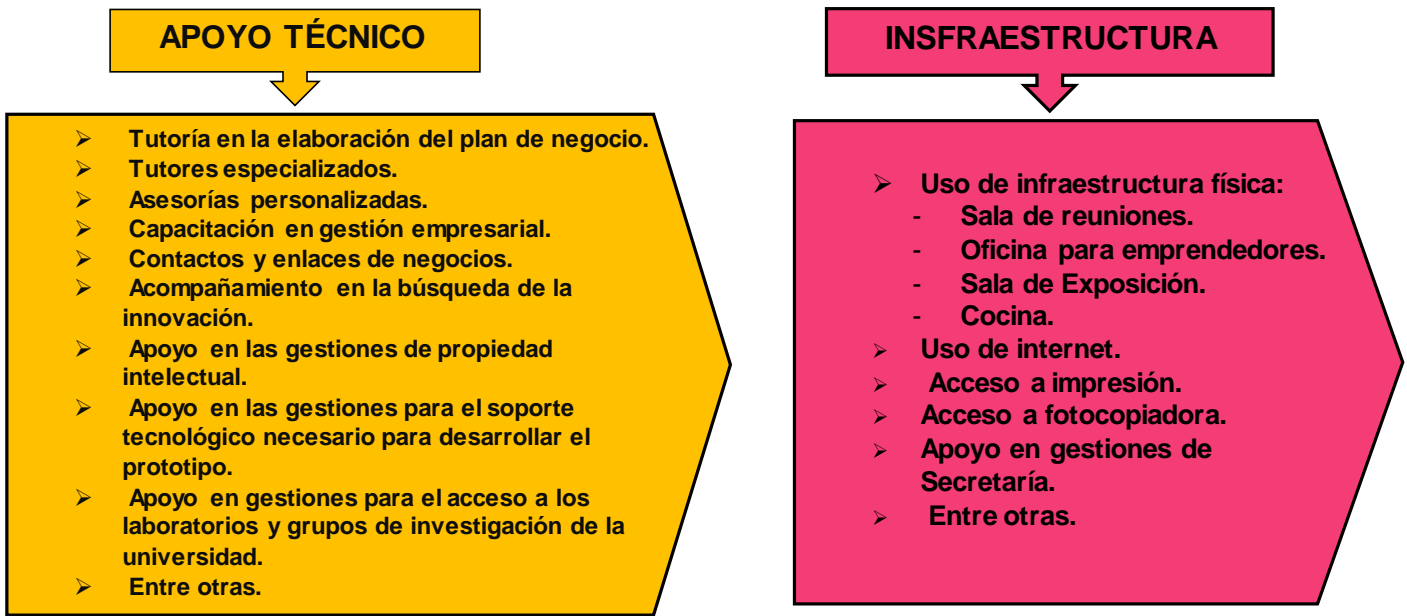 APOYO TÉCNICO
➢ Tutoría en la elaboración del plan de negocio.
➢ Tutores especializados.
➢ Asesorías personalizadas.
➢ Capacitación en gestión empresarial.
➢ Contactos y enlaces de negocios.
➢ Acompañamiento en la búsqueda de la
innovación.
➢ Apoyo en las gestiones de propiedad
intelectual.
➢ Apoyo en las gestiones para el soporte
tecnológico necesario para desarrollar el
prototipo.
➢ Apoyo en gestiones para el acceso a los
laboratorios y grupos de investigación de la
universidad.
➢ Entre otras.
INSFRAESTRUCTURA
➢ Uso de infraestructura física:
- Sala de reuniones.
- Oficina para emprendedores.
- Sala de Exposición.
- Cocina.
➢ Uso de internet.
➢ Acceso a impresión.
➢ Acceso a fotocopiadora.
➢ Apoyo en gestiones de
Secretaría.
➢ Entre otras.